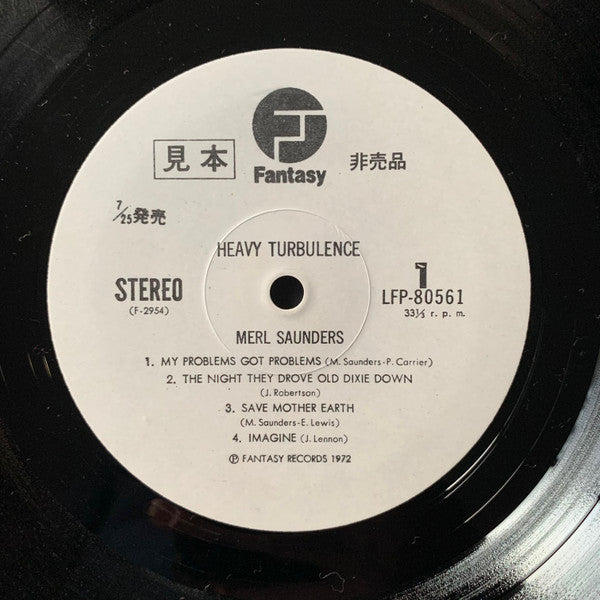 Fantasy
見本
非売品
7/25発売
HEAVY TURBULENCE
STEREO
(F-2954)
1
LFP-80561
33⅓ r. p. m.
MERL SAUNDERS
1. MY PROBLEMS GOT PROBLEMS (M. Saunders-P. Carrier)
2. THE NIGHT THEY DROVE OLD DIXIE DOWN
(J. Robertson)
3. SAVE MOTHER EARTH
(M. Saunders-E. Lewis)
4. IMAGINE (J. Lennon)
℗ FANTASY RECORDS 1972